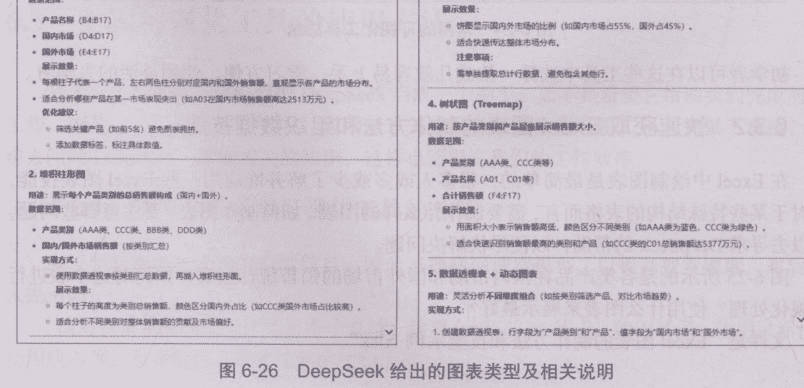 数据范围：
• 产品名称（B4:B17）
• 国内市场（D4:D17）
• 国外市场（E4:E17）
展示效果：
○ 每根柱子代表一个产品，左右两色柱分别对应国内和国外销售额，直观显示各产品的市场分布。
○ 适合分析哪些产品在某一市场表现突出（如A03在国内市场销售额高达2513万元）。
优化建议：
○ 筛选关键产品（如前5名）避免图表拥挤。
○ 添加数据标签，标注具体数值。
2. 堆积柱形图
用途：展示每个产品类别的总销售额构成（国内+国外）。
数据范围：
• 产品类别（AAA类、CCC类、BBB类、DDD类）
• 国内/国外市场销售额（按类别汇总）
实现方式：
○ 使用数据透视表按类别汇总数据，再插入堆积柱形图。
展示效果：
○ 每个柱子的高度为类别总销售额，颜色区分国内外占比（如CCC类国外市场占比较高）。
○ 适合分析不同类别对整体销售额的贡献及市场偏好。
展示效果：
○ 饼图显示国内外市场的比例（如国内市场占55%，国外占45%）。
○ 适合快速传达整体市场分布。
注意事项：
○ 需单独提取总计行数据，避免包含其他行。
4. 树状图（Treemap）
用途：按产品类别和产品层级展示销售额大小。
数据范围：
• 产品类别（AAA类、CCC类等）
• 产品名称（A01、C01等）
• 合计销售额（F4:F17）
展示效果：
○ 用面积大小表示销售额高低，颜色区分不同类别（如AAA类为蓝色，CCC类为绿色）。
○ 适合快速识别销售额最高的类别和产品（如CCC类的C01总销售额达5377万元）。
5. 数据透视表 + 动态图表
用途：灵活分析不同维度组合（如按类别筛选产品、对比市场趋势）。
实现方式：
1. 创建数据透视表，行字段为“产品类别”和“产品”，值字段为“国内市场”和“国外市场”。
图 6-26 DeepSeek 给出的图表类型及相关说明